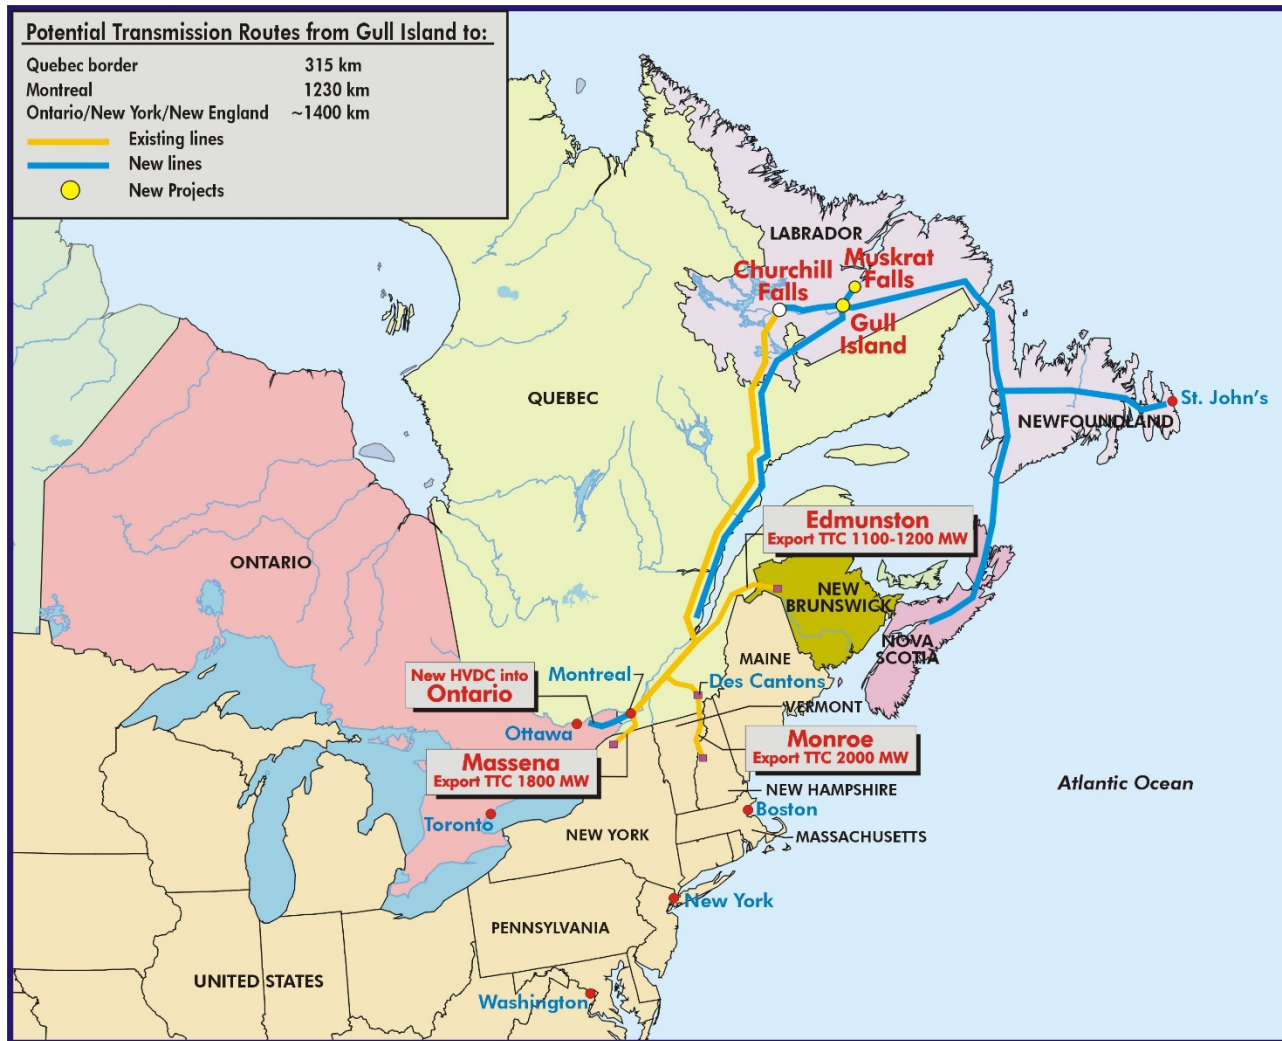 Potential Transmission Routes from Gull Island to:
Quebec border 315 km
Montreal 1230 km
Ontario/New York/New England ~1400 km
Existing lines
New lines
New Projects
LABRADOR
Churchill
Falls
Muskrat
Falls
Gull
Island
QUEBEC
St. John's
NEWFOUNDLAND
Edmunston
Export TTC 1100-1200 MW
ONTARIO
NEW
BRUNSWICK
NOVA
SCOTIA
MAINE
New HVDC into
Ontario
Montreal
Des Cantons
VERMONT
Ottawa
Massena
Export TTC 1800 MW
Monroe
Export TTC 2000 MW
NEW HAMPSHIRE
Atlantic Ocean
Boston
Toronto
NEW YORK
MASSACHUSETTS
New York
PENNSYLVANIA
UNITED STATES
Washington